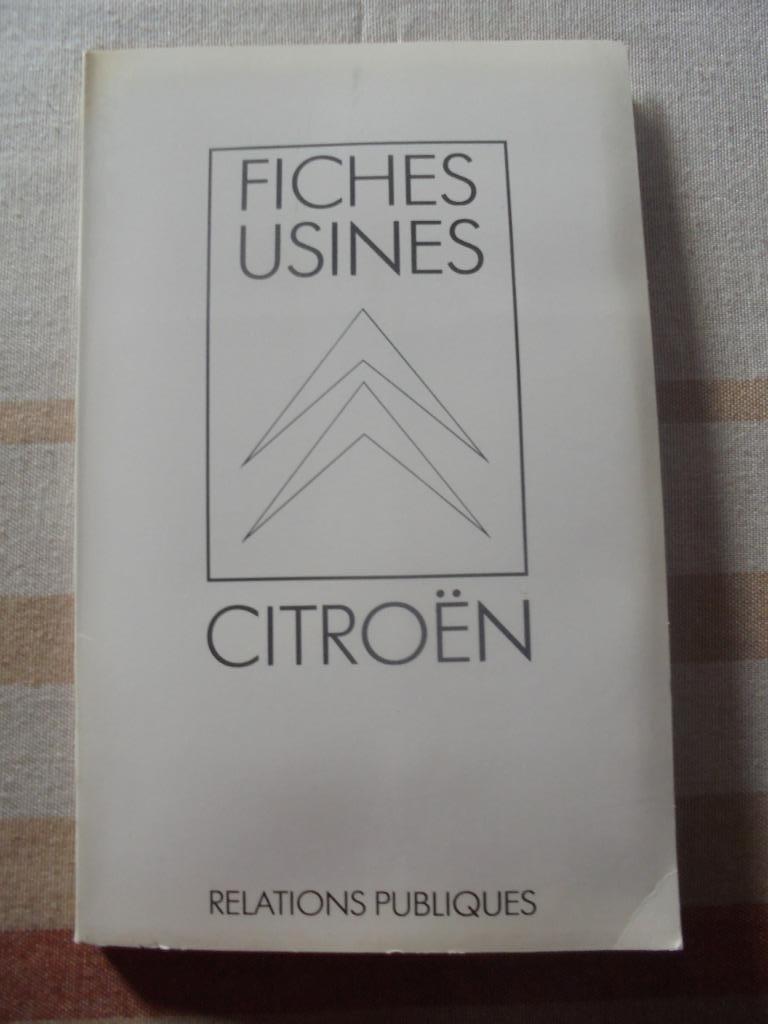 FICHES
USINES
CITROËN
RELATIONS PUBLIQUES